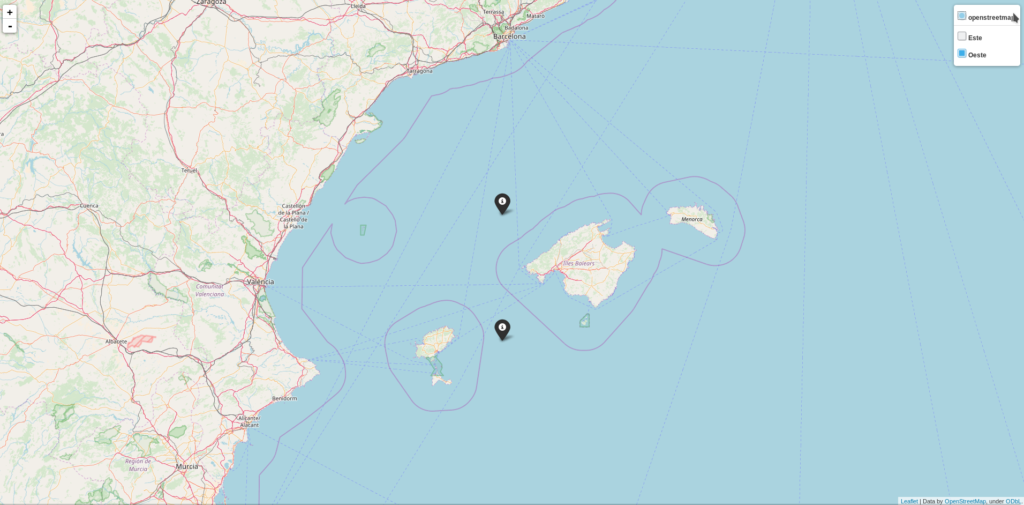 +
-
Zaragoza
Lleida
Terrassa
Mataró
Badalona
Barcelona
Tarragona
openstreetmap
Este
Oeste
Teruel
Cuenca
Castellón
de la Plana /
Castelló de
la Plana
Menorca
Illes Balears
València
Comunitat
Valenciana
Albacete
Benidorm
Alicante /
Alacant
Región de
Murcia
Murcia
Leaflet | Data by OpenStreetMap, under ODbL.